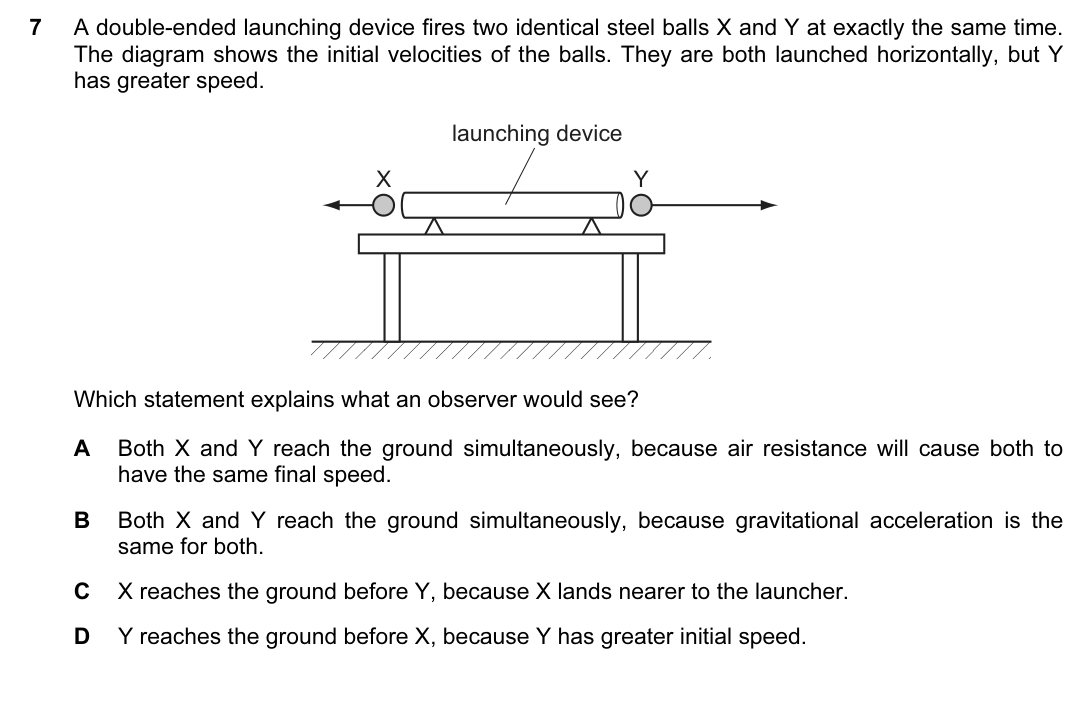 7 A double-ended launching device fires two identical steel balls X and Y at exactly the same time.
The diagram shows the initial velocities of the balls. They are both launched horizontally, but Y
has greater speed.
launching device
X
Y
Which statement explains what an observer would see?
A Both X and Y reach the ground simultaneously, because air resistance will cause both to
have the same final speed.
B Both X and Y reach the ground simultaneously, because gravitational acceleration is the
same for both.
C X reaches the ground before Y, because X lands nearer to the launcher.
D Y reaches the ground before X, because Y has greater initial speed.